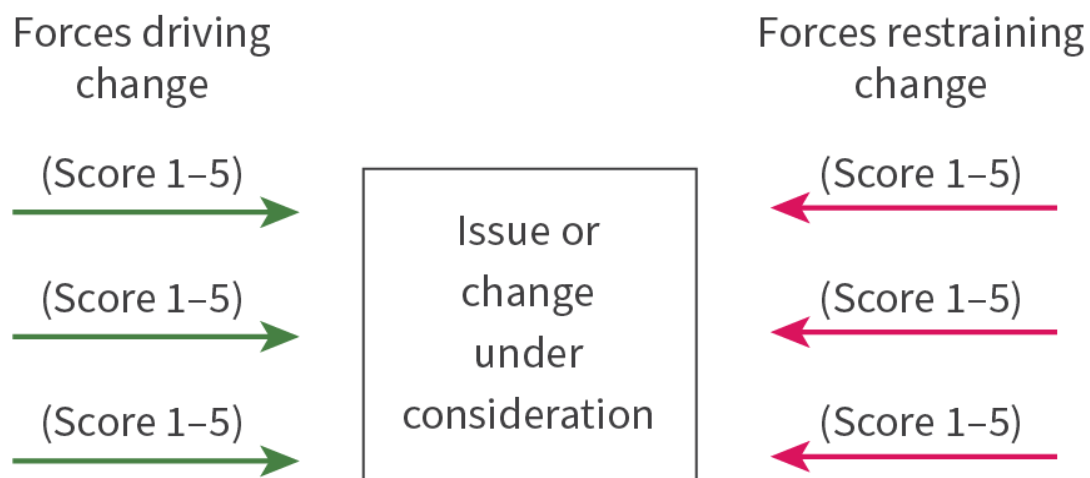 Forces driving
change
Forces restraining
change
(Score 1–5)
(Score 1–5)
(Score 1–5)
Issue or
change
under
consideration
(Score 1–5)
(Score 1–5)
(Score 1–5)